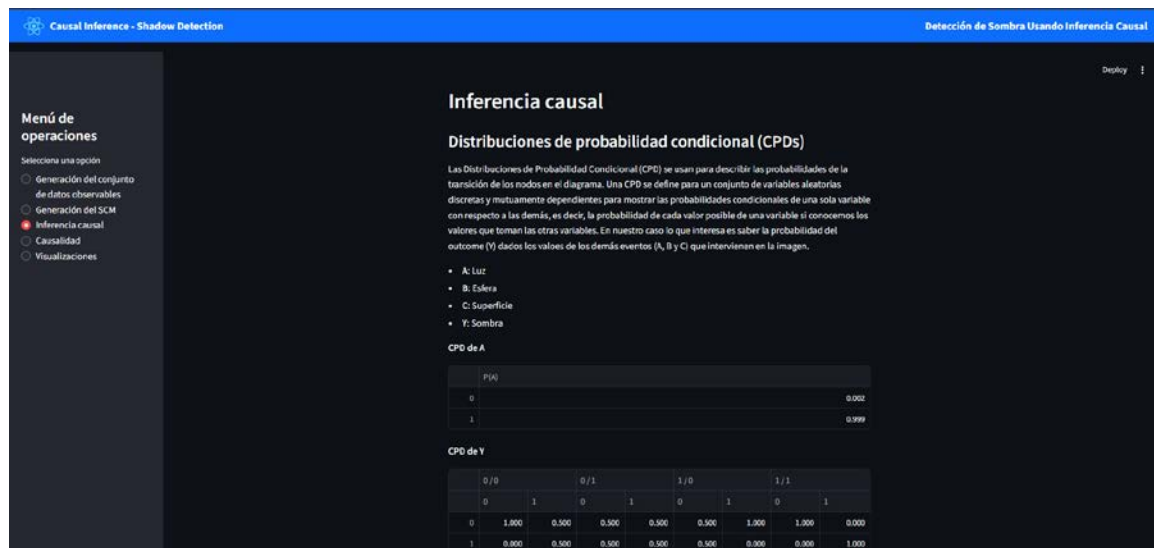 Causal Inference - Shadow Detection
Detección de Sombra Usando Inferencia Causal
Deploy
Menú de
operaciones
Selecciona una opción
Generación del conjunto
de datos observables
Generación del SCM
Inferencia causal
Causalidad
Visualizaciones
Inferencia causal
Distribuciones de probabilidad condicional (CPDs)
Las Distribuciones de Probabilidad Condicional (CPD) se usan para describir las probabilidades de la
transición de los nodos en el diagrama. Una CPD se define para un conjunto de variables aleatorias
discretas y mutuamente dependientes para mostrar las probabilidades condicionales de una sola variable
con respecto a las demás, es decir, la probabilidad de cada valor posible de una variable si conocemos los
valores que toman las otras variables. En nuestro caso lo que interesa es saber la probabilidad del
outcome (Y) dados los valoes de los demás eventos (A, B y C) que intervienen en la imagen.
• A: Luz
• B: Esfera
• C: Superficie
• Y: Sombra
CPD de A
P(A)
0 0.002
1 0.999
CPD de Y
0/0 0/1 1/0 1/1
0 1 0 1 0 1 0 1
0 1.000 0.500 0.500 0.500 0.500 1.000 1.000 0.000
1 0.000 0.500 0.500 0.500 0.500 0.000 0.000 1.000